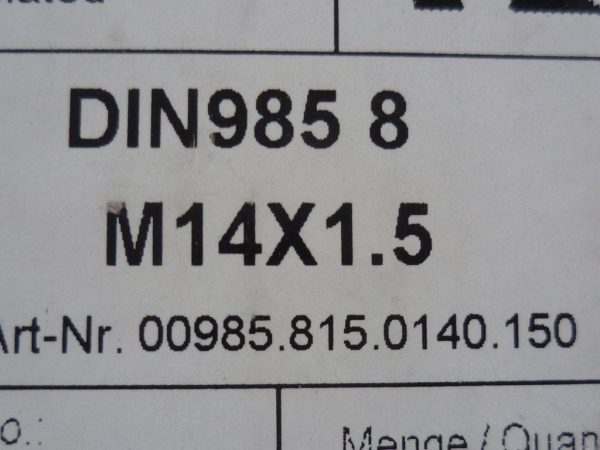 DIN985 8
M14X1.5
Art-Nr. 00985.815.0140.150
o.:
Menge / Quan